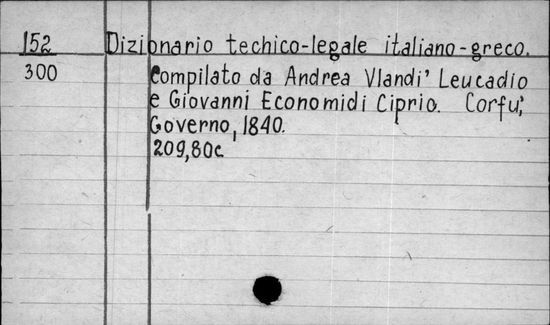 152 Dizionario techico-legale italiano-greco.
300 Compilato da Andrea Vlandi' Leucadio
e Giovanni Economidi Ciprio. Corfu',
Governo, 1840.
209,80c